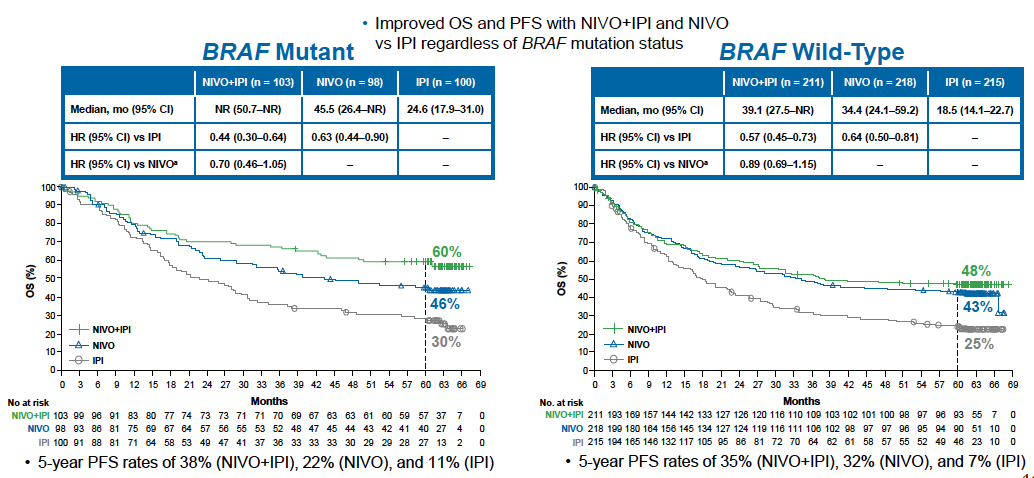 • Improved OS and PFS with NIVO+IPI and NIVO
vs IPI regardless of BRAF mutation status
BRAF Mutant
NIVO+IPI (n = 103) NIVO (n = 98) IPI (n = 100)
Median, mo (95% CI) NR (50.7–NR) 45.5 (26.4–NR) 24.6 (17.9–31.0)
HR (95% CI) vs IPI 0.44 (0.30–0.64) 0.63 (0.44–0.90) –
HR (95% CI) vs NIVOa 0.70 (0.46–1.05) – –
OS (%)
100
90
80
70
60
50
40
30
20
10
0
60%
46%
30%
NIVO+IPI
NIVO
IPI
0 3 6 9 12 15 18 21 24 27 30 33 36 39 42 45 48 51 54 57 60 63 66 69
Months
No. at risk
NIVO+IPI 103 99 96 91 83 80 77 74 73 73 71 71 70 69 67 63 63 61 60 59 57 37 7 0
NIVO 98 93 86 81 75 69 67 64 57 56 55 53 52 48 47 45 44 43 42 41 40 27 4 0
IPI 100 91 88 81 71 64 58 53 49 47 41 37 36 33 33 33 30 29 29 28 27 13 2 0
• 5-year PFS rates of 38% (NIVO+IPI), 22% (NIVO), and 11% (IPI)
BRAF Wild-Type
NIVO+IPI (n = 211) NIVO (n = 218) IPI (n = 215)
Median, mo (95% CI) 39.1 (27.5–NR) 34.4 (24.1–59.2) 18.5 (14.1–22.7)
HR (95% CI) vs IPI 0.57 (0.45–0.73) 0.64 (0.50–0.81) –
HR (95% CI) vs NIVOa 0.89 (0.69–1.15) – –
OS (%)
100
90
80
70
60
50
40
30
20
10
0
48%
43%
25%
NIVO+IPI
NIVO
IPI
0 3 6 9 12 15 18 21 24 27 30 33 36 39 42 45 48 51 54 57 60 63 66 69
Months
No. at risk
NIVO+IPI 211 193 169 157 144 142 133 127 126 120 116 110 109 103 102 101 100 98 97 96 93 55 7 0
NIVO 218 199 180 164 156 145 134 127 124 119 116 111 106 102 98 97 97 96 95 94 90 51 10 0
IPI 215 194 165 146 132 117 105 95 86 81 72 70 64 62 61 58 57 55 52 49 46 23 10 0
• 5-year PFS rates of 35% (NIVO+IPI), 32% (NIVO), and 7% (IPI)